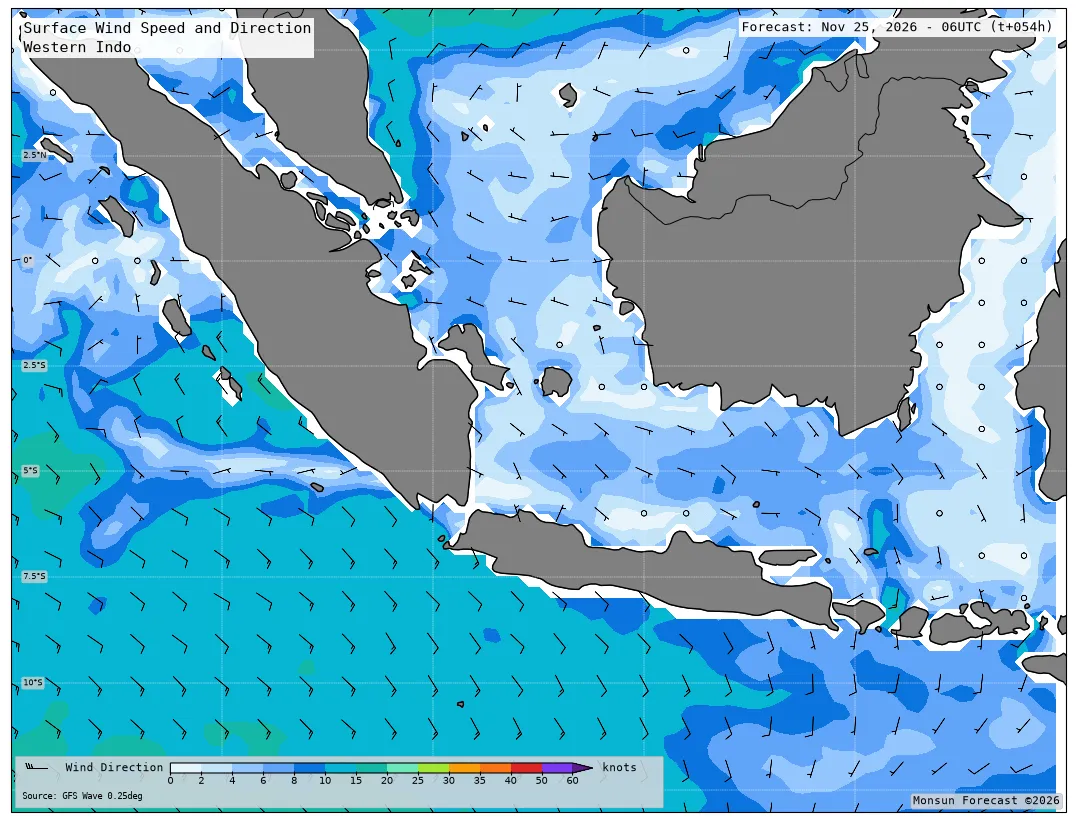 Surface Wind Speed and Direction
Western Indo
Forecast: Nov 25, 2026 - 06UTC (t+054h)
2.5°N
0°
2.5°S
5°S
7.5°S
10°S
Wind Direction
0 2 4 6 8 10 15 20 25 30 35 40 50 60
knots
Source: GFS Wave 0.25deg
Monsun Forecast ©2026